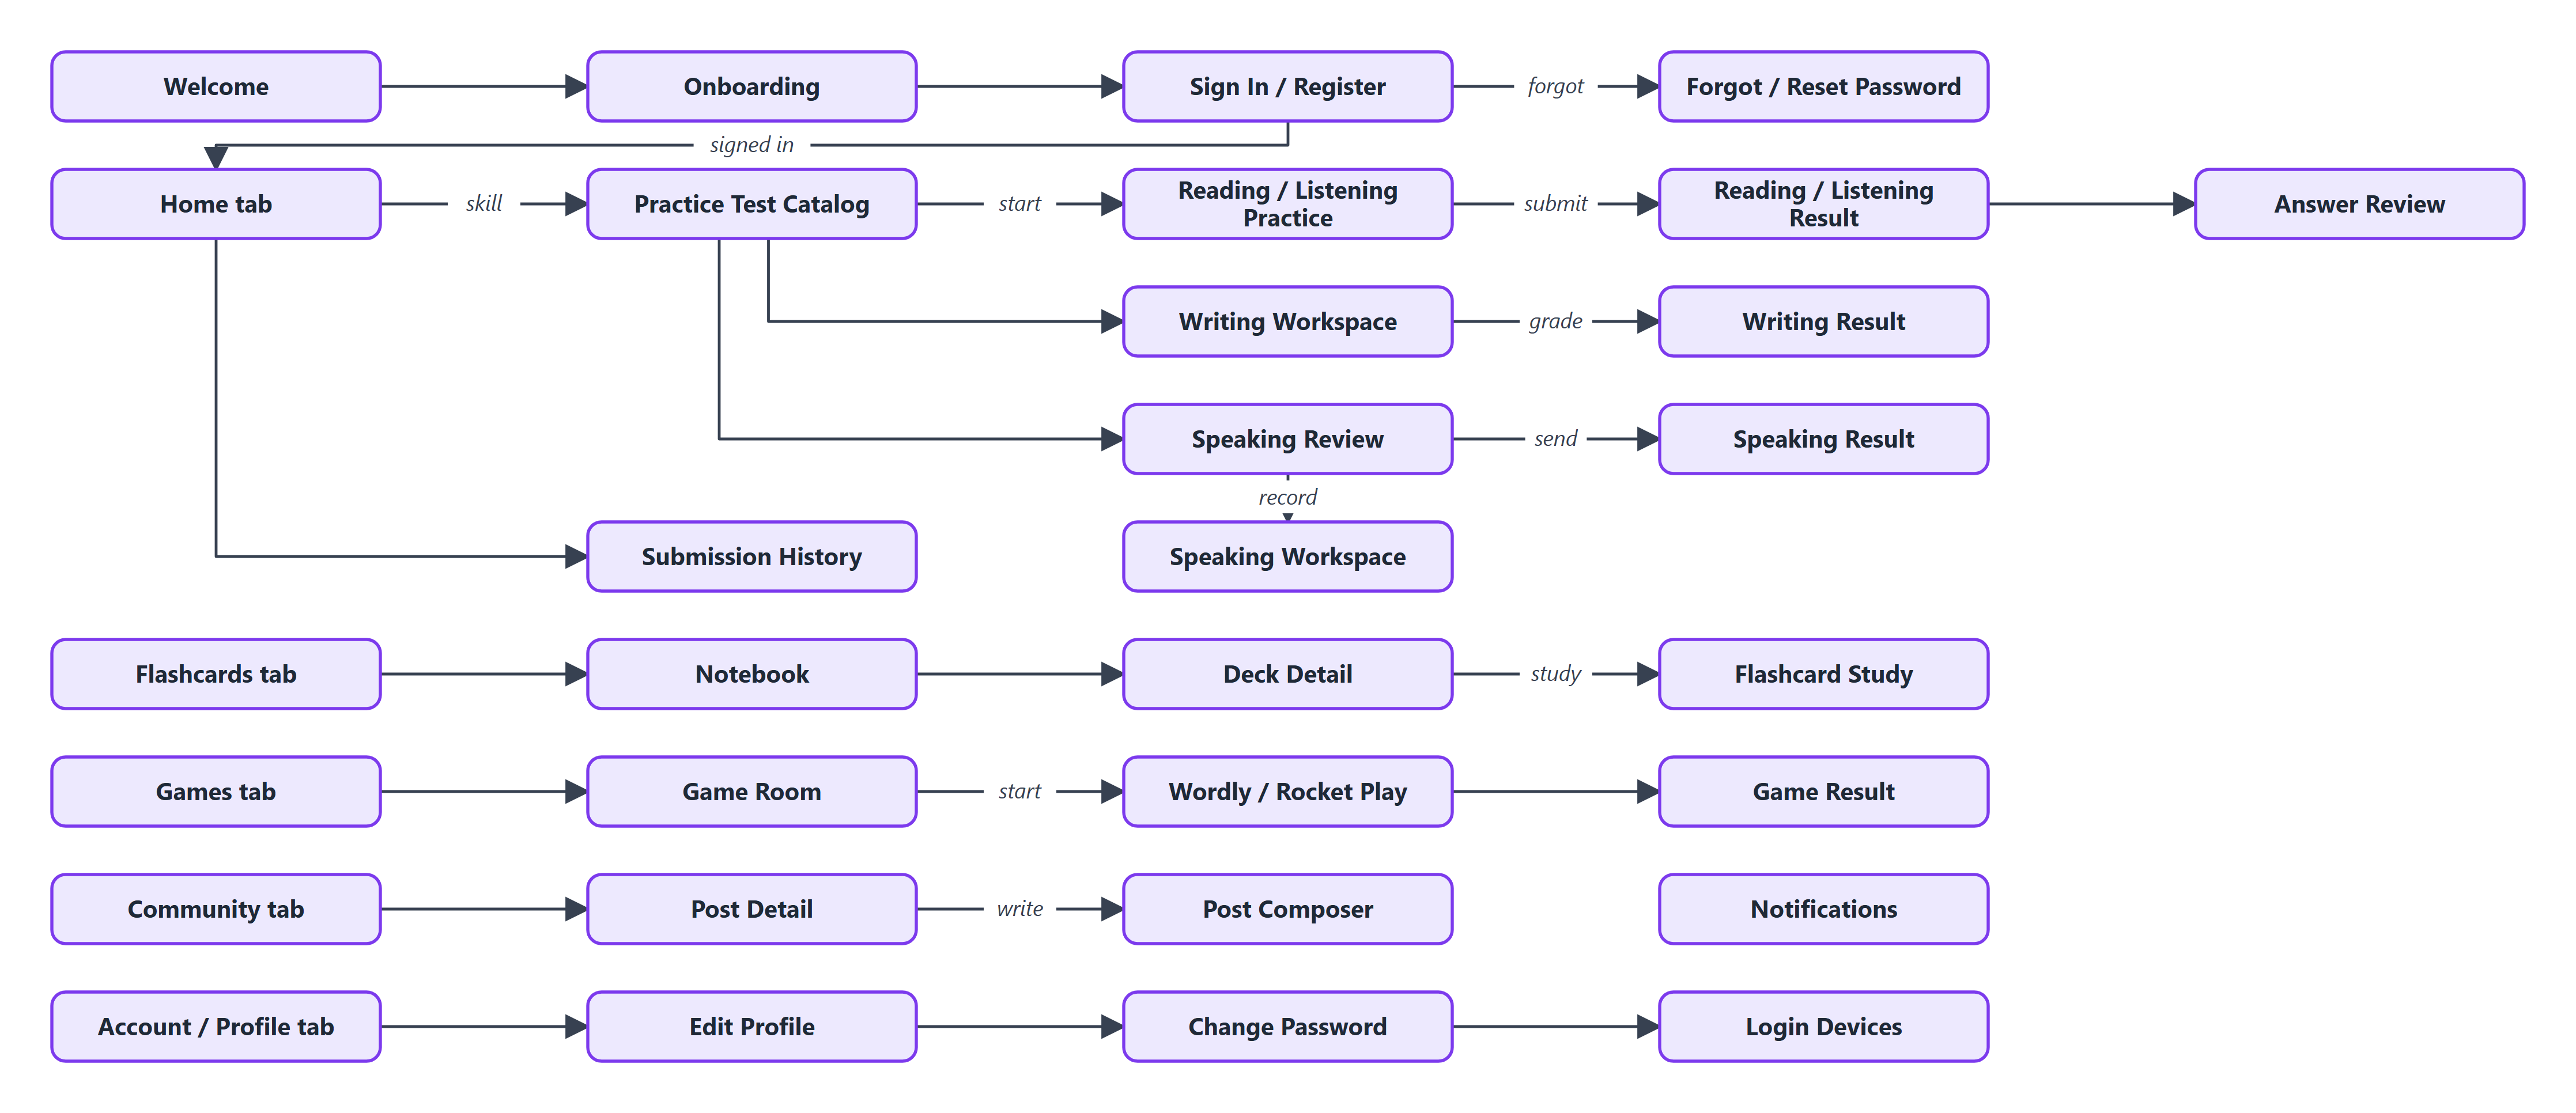 Welcome
Onboarding
Sign In / Register
forgot
Forgot / Reset Password
signed in
Home tab
skill
Practice Test Catalog
start
Reading / Listening
Practice
submit
Reading / Listening
Result
Answer Review
Writing Workspace
grade
Writing Result
Speaking Review
send
Speaking Result
record
Submission History
Speaking Workspace
Flashcards tab
Notebook
Deck Detail
study
Flashcard Study
Games tab
Game Room
start
Wordly / Rocket Play
Game Result
Community tab
Post Detail
write
Post Composer
Notifications
Account / Profile tab
Edit Profile
Change Password
Login Devices